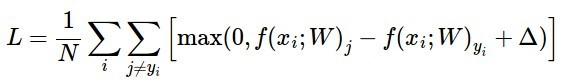 L = \frac{1}{N} \sum_i \sum_{j \neq y_i} \left[ \max(0, f(x_i; W)_j - f(x_i; W)_{y_i} + \Delta) \right]